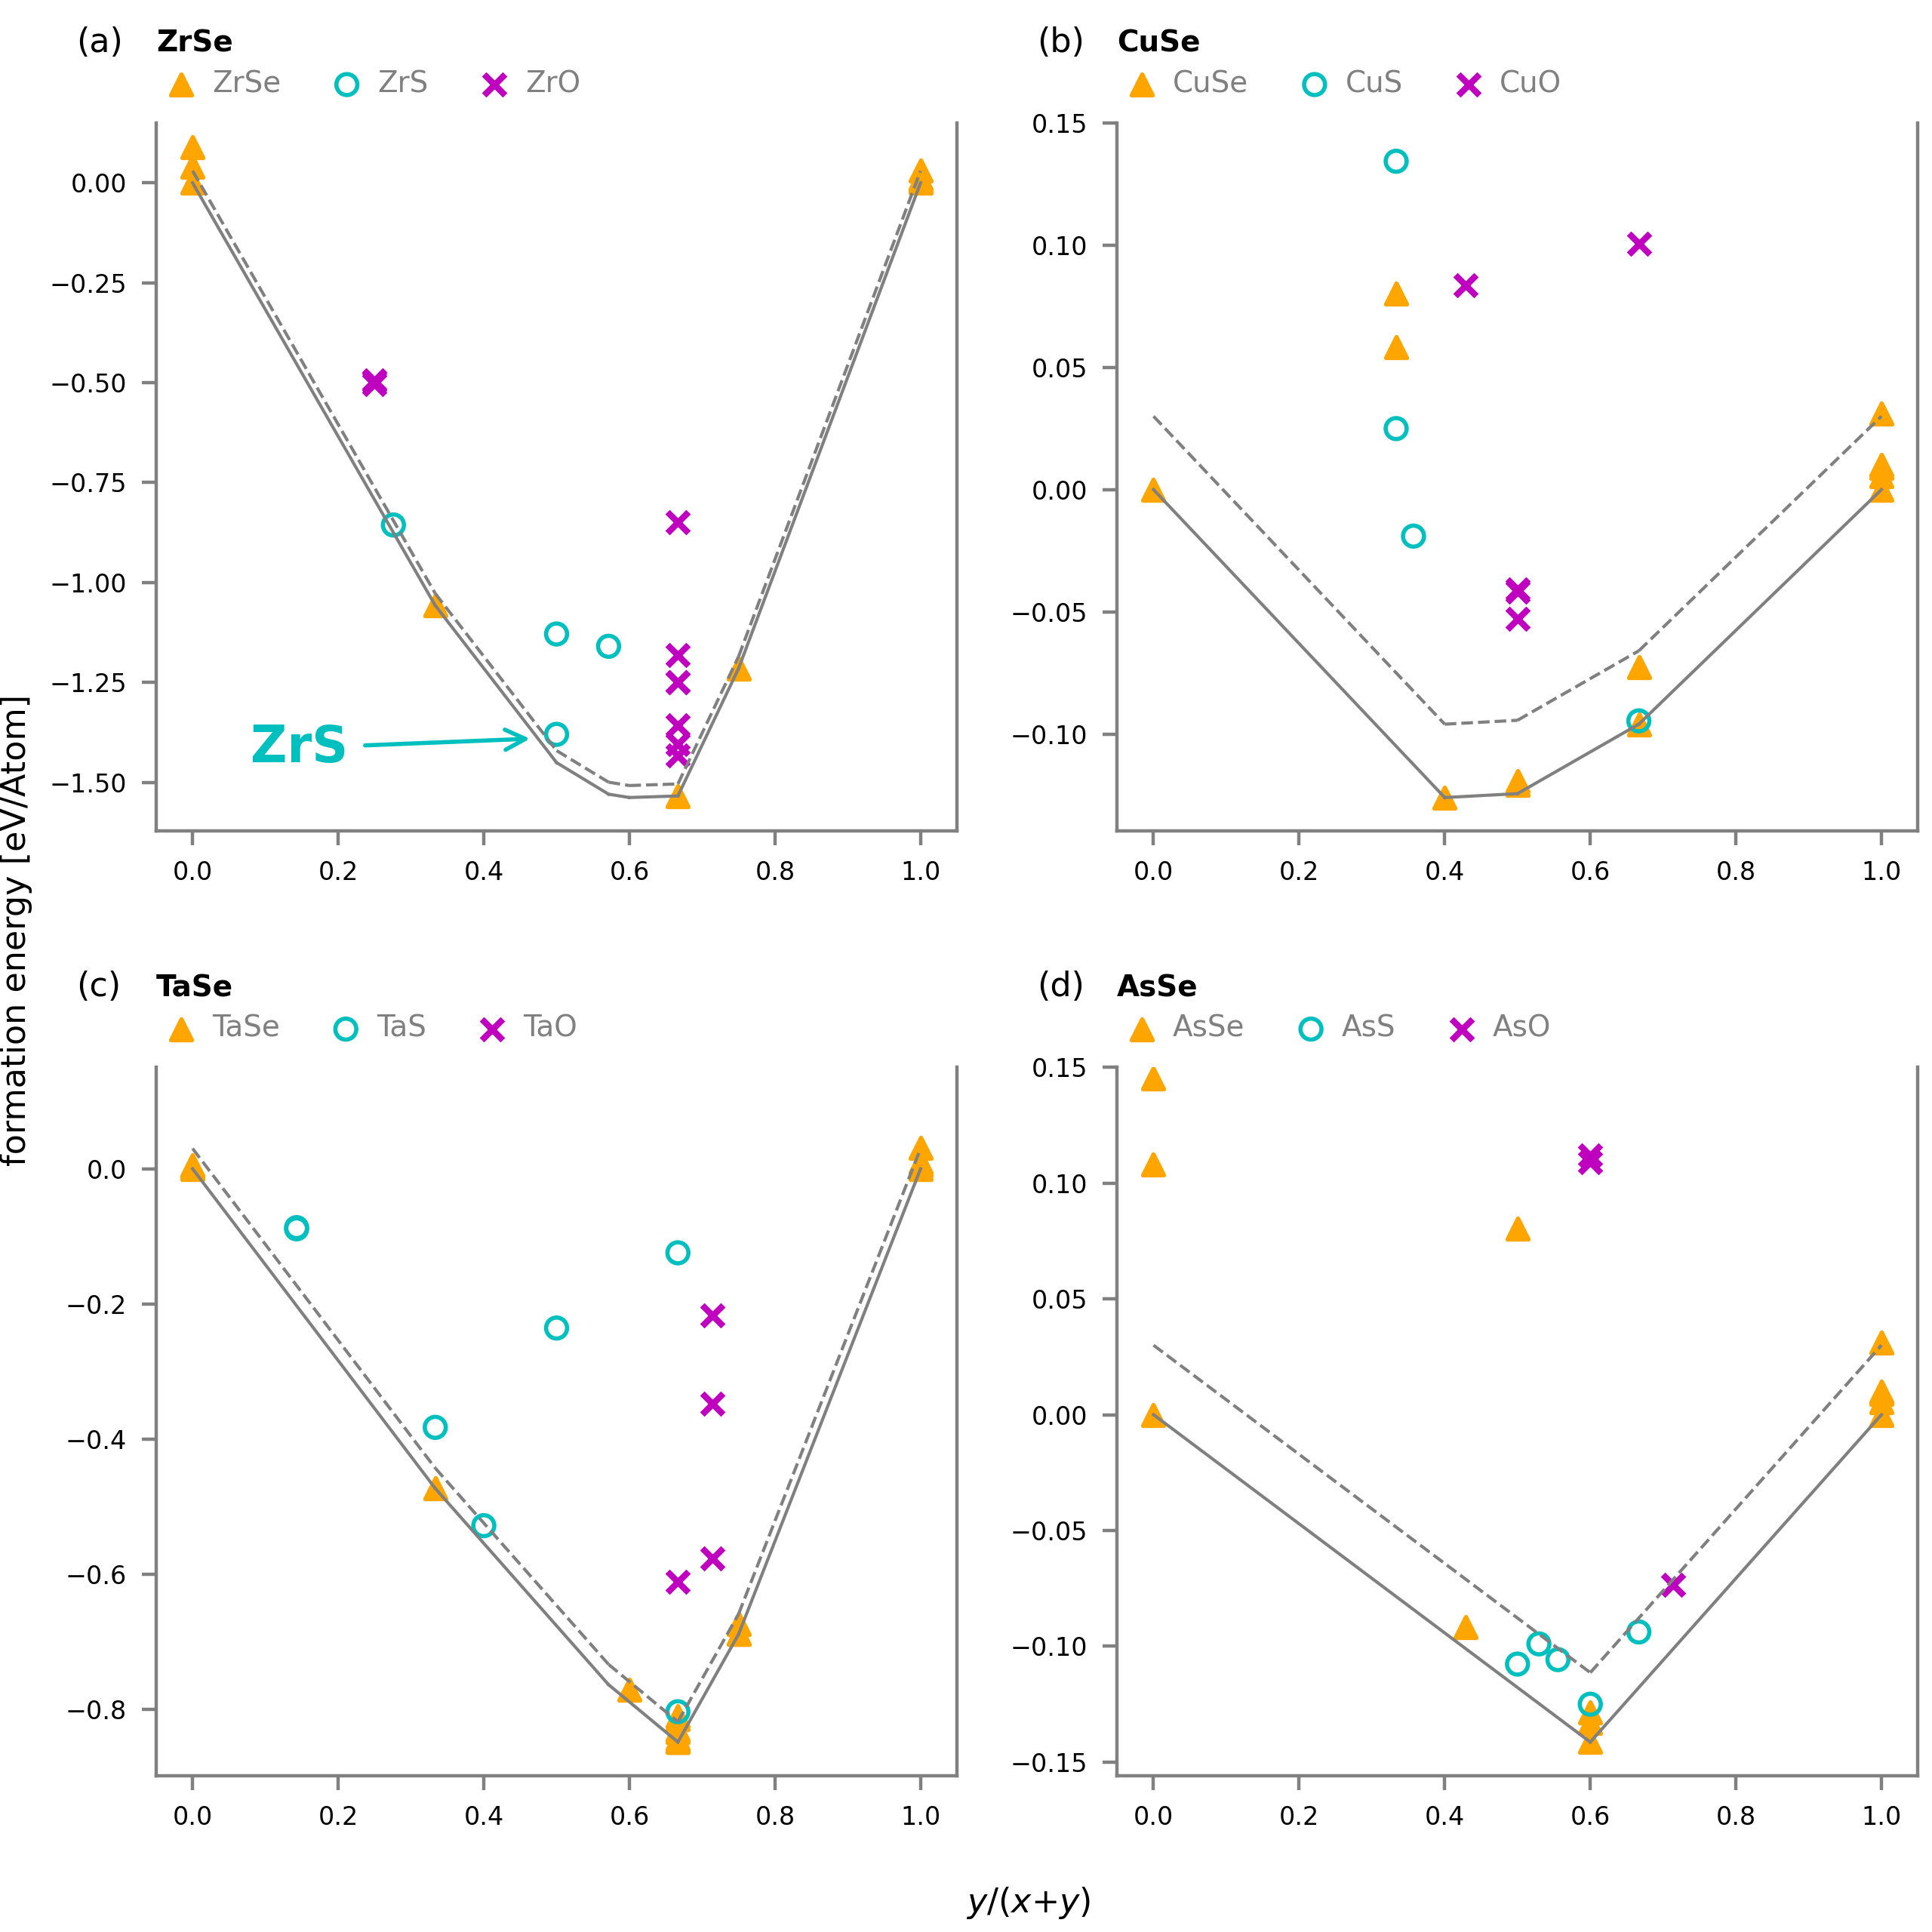 (a) ZrSe
ZrSe ZrS ZrO
0.00
−0.25
−0.50
−0.75
−1.00
−1.25
−1.50
ZrS
0.0 0.2 0.4 0.6 0.8 1.0
(b) CuSe
CuSe CuS CuO
0.15
0.10
0.05
0.00
−0.05
−0.10
0.0 0.2 0.4 0.6 0.8 1.0
formation energy [eV/Atom]
(c) TaSe
TaSe TaS TaO
0.0
−0.2
−0.4
−0.6
−0.8
0.0 0.2 0.4 0.6 0.8 1.0
(d) AsSe
AsSe AsS AsO
0.15
0.10
0.05
0.00
−0.05
−0.10
−0.15
0.0 0.2 0.4 0.6 0.8 1.0
y/(x+y)